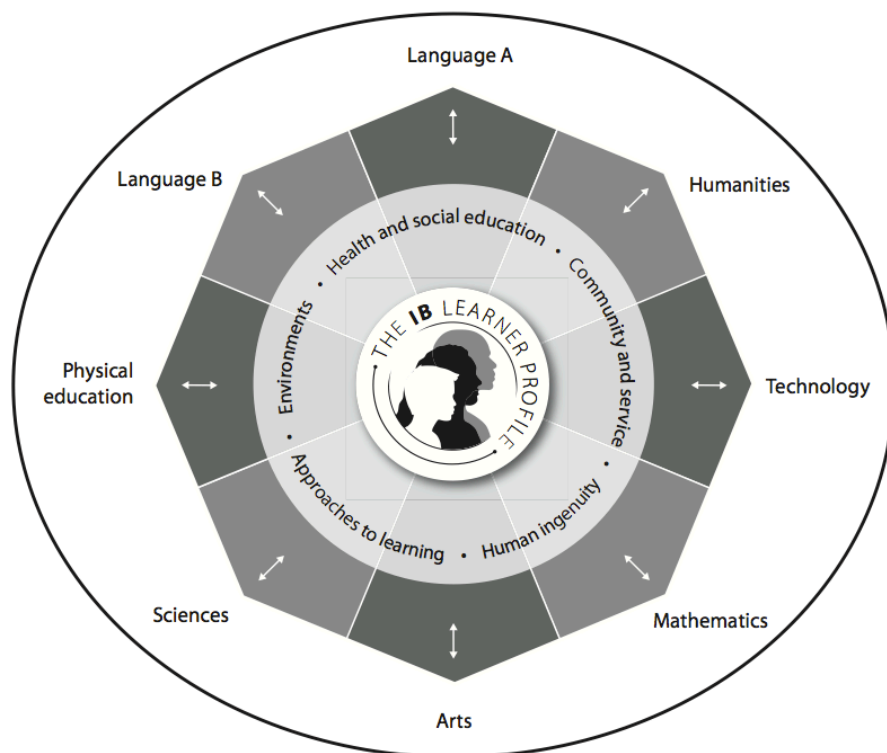 Language A
Language B
Humanities
Health and social education
•
Community and service
•
Environments
•
THE IB LEARNER PROFILE
Physical
education
Technology
•
Approaches to learning
•
Human ingenuity
Sciences
Mathematics
Arts